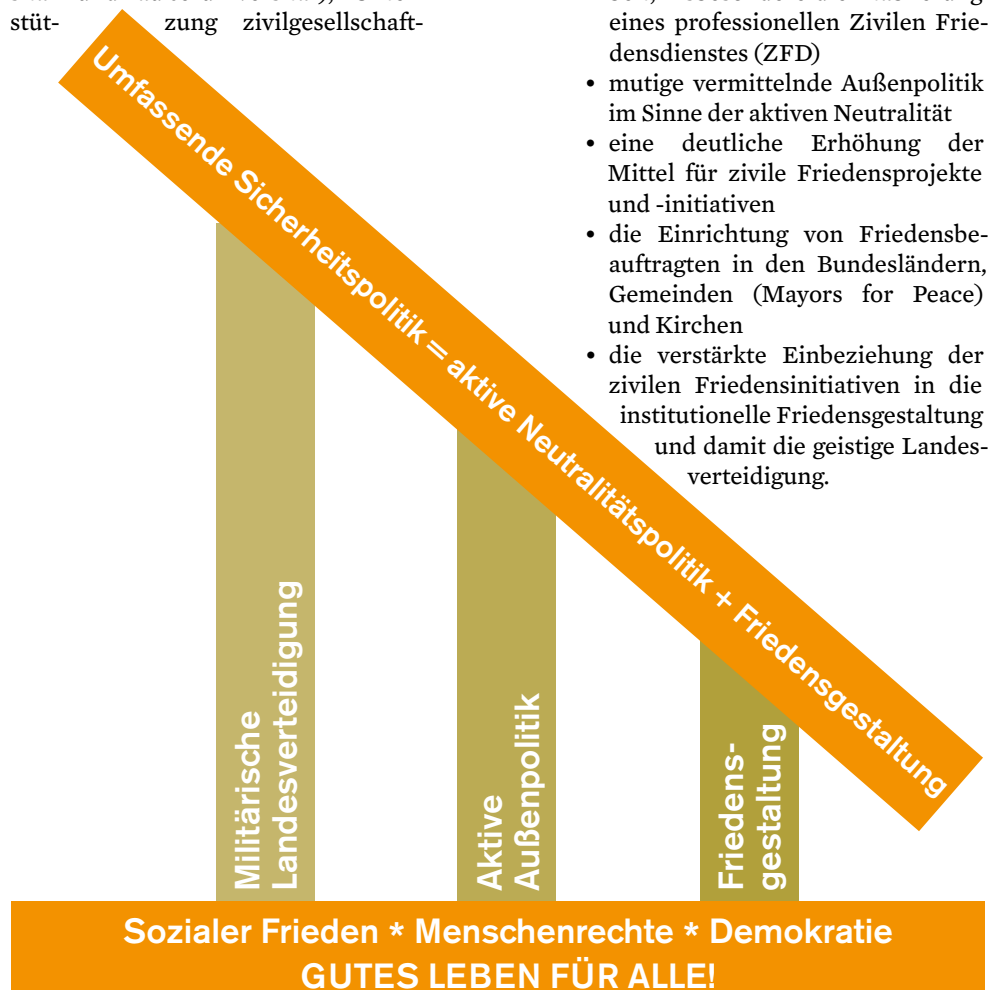 stüt- zung zivilgesellschaft-
eines professionellen Zivilen Frie-
densdienstes (ZFD)
• mutige vermittelnde Außenpolitik
im Sinne der aktiven Neutralität
• eine deutliche Erhöhung der
Mittel für zivile Friedensprojekte
und -initiativen
• die Einrichtung von Friedensbe-
auftragten in den Bundesländern,
Gemeinden (Mayors for Peace)
und Kirchen
• die verstärkte Einbeziehung der
zivilen Friedensinitiativen in die
institutionelle Friedensgestaltung
und damit die geistige Landes-
verteidigung.
Umfassende Sicherheitspolitik = aktive Neutralitätspolitik + Friedensgestaltung
Militärische
Landesverteidigung
Aktive
Außenpolitik
Friedens-
gestaltung
Sozialer Frieden * Menschenrechte * Demokratie
GUTES LEBEN FÜR ALLE!